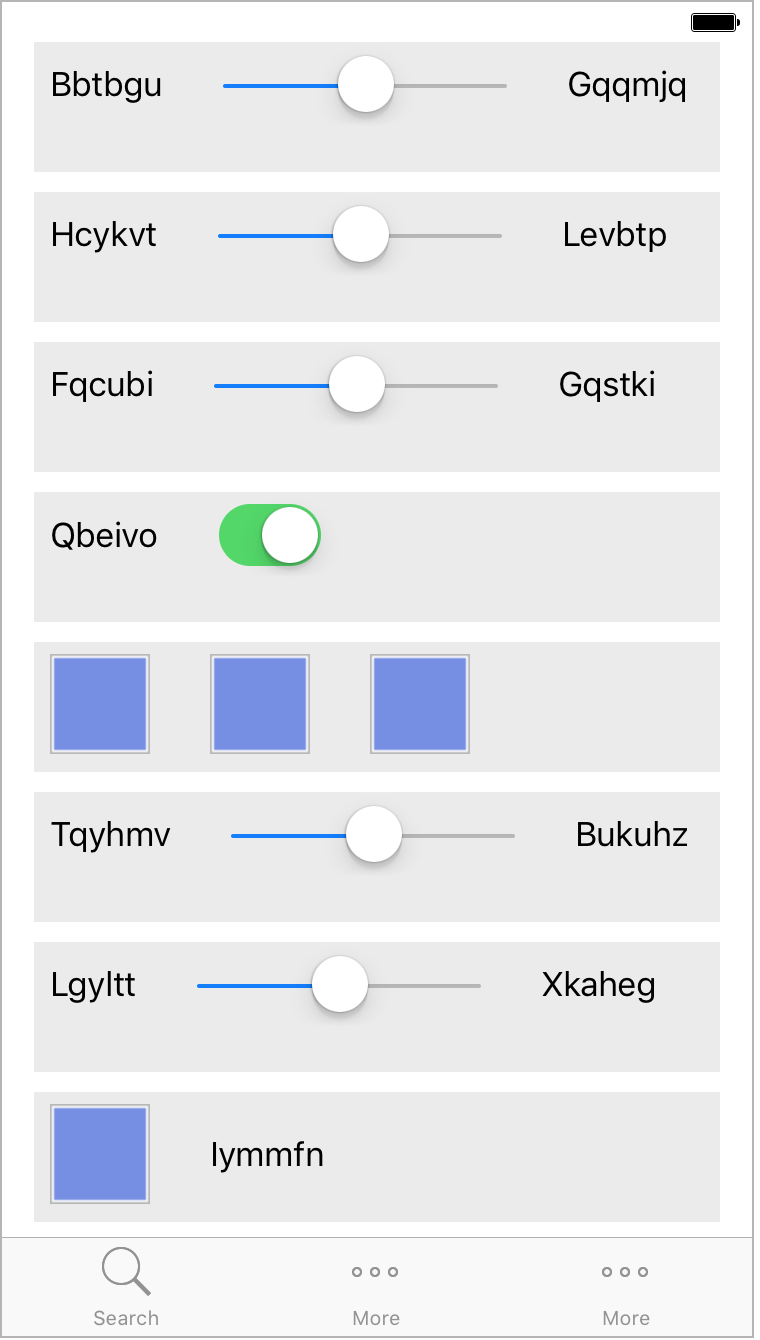 Bbtbgu Gqqmjq
Hcykvt Levbtp
Fqcubi Gqstki
Qbeivo
Tqyhmv Bukuhz
Lgyltt Xkaheg
Iymmfn
Search More More